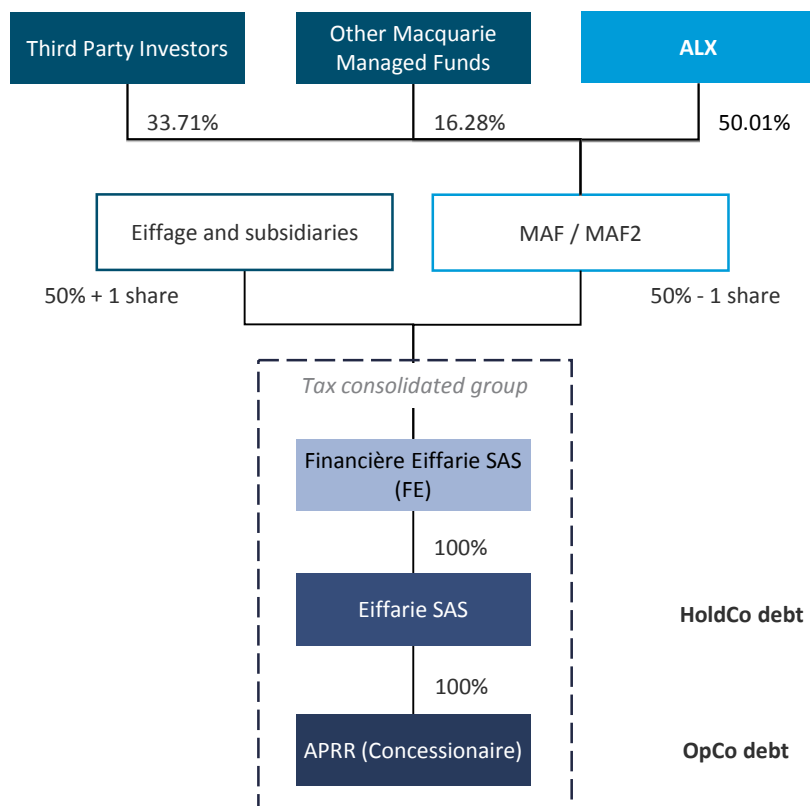 Third Party Investors
Other Macquarie
Managed Funds
ALX
33.71%
16.28%
50.01%
Eiffage and subsidiaries
MAF / MAF2
50% + 1 share
50% - 1 share
Tax consolidated group
Financière Eiffarie SAS
(FE)
100%
Eiffarie SAS
HoldCo debt
100%
APRR (Concessionaire)
OpCo debt